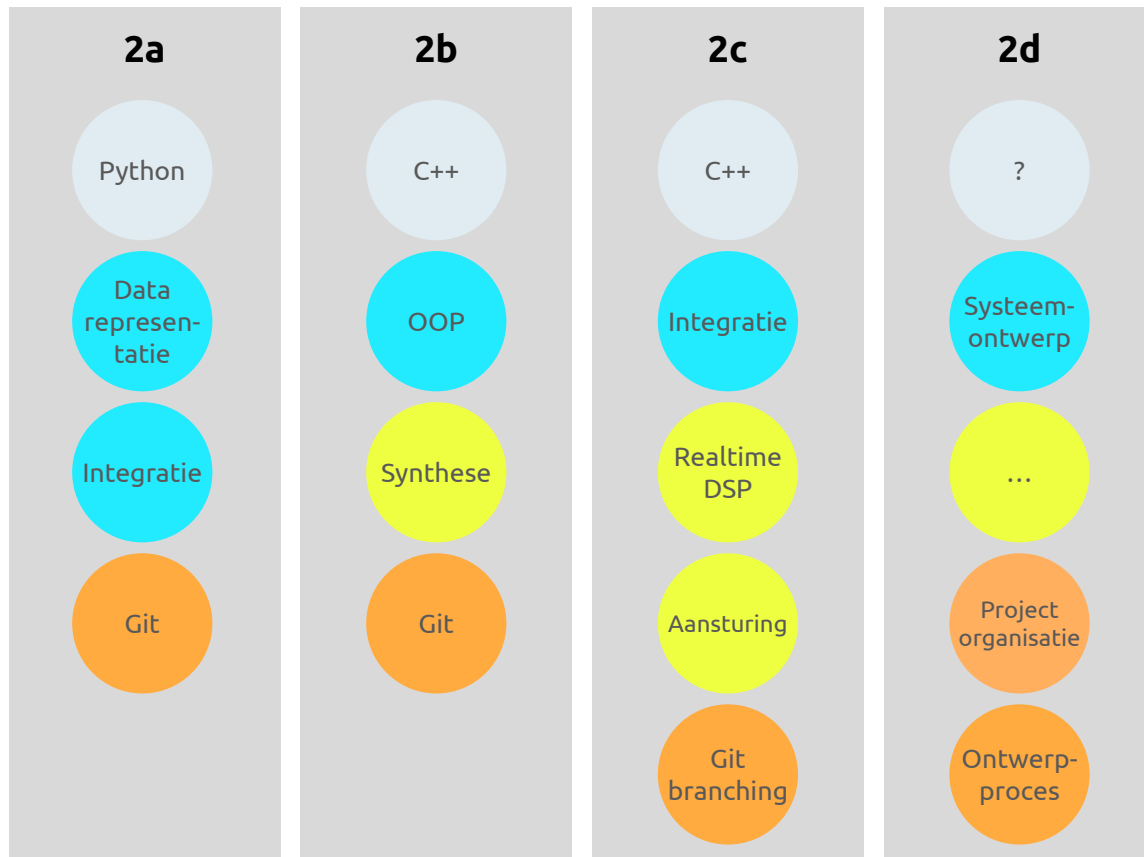 2a
Python
Data
represen-
tatie
Integratie
Git
2b
C++
OOP
Synthese
Git
2c
C++
Integratie
Realtime
DSP
Aansturing
Git
branching
2d
?
Systeem-
ontwerp
...
Project
organisatie
Ontwerp-
proces